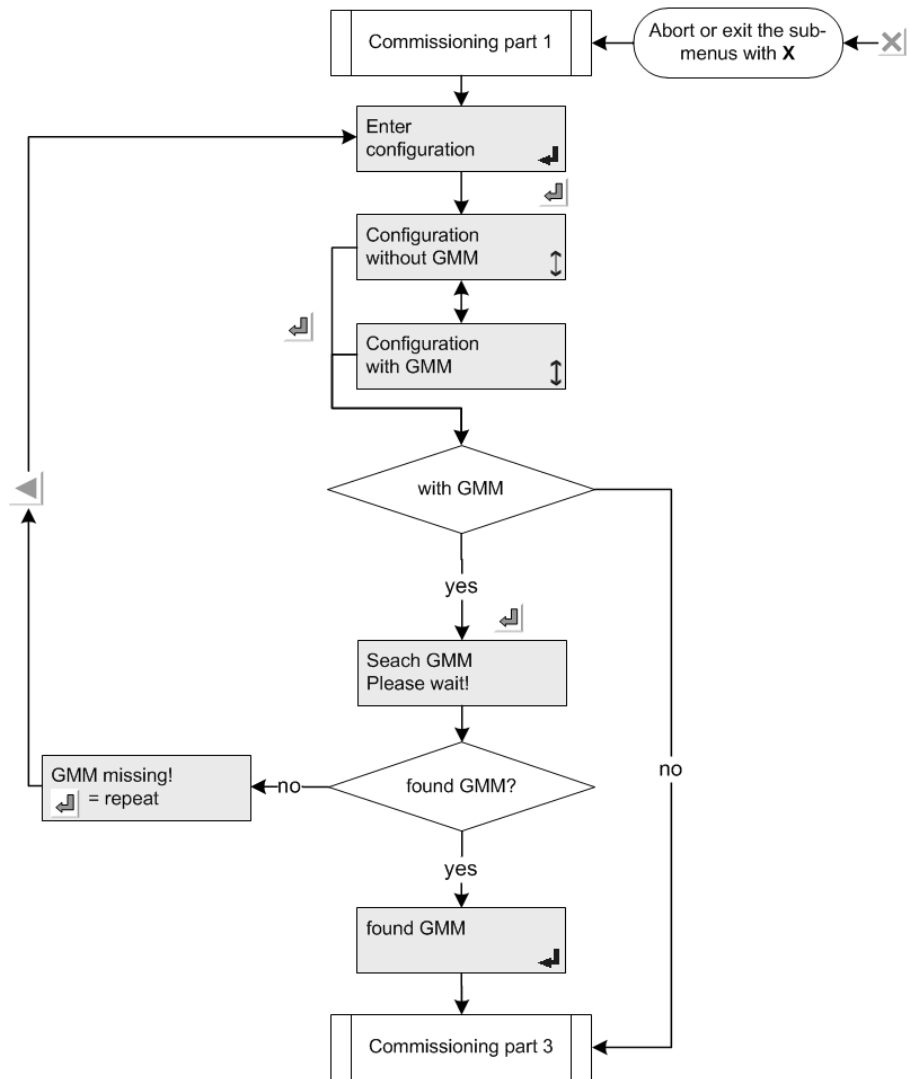 Commissioning part 1
Abort or exit the sub-
menus with X
Enter
configuration
Configuration
without GMM
Configuration
with GMM
with GMM
yes
Seach GMM
Please wait!
GMM missing!
= repeat
no
found GMM?
no
yes
found GMM
Commissioning part 3